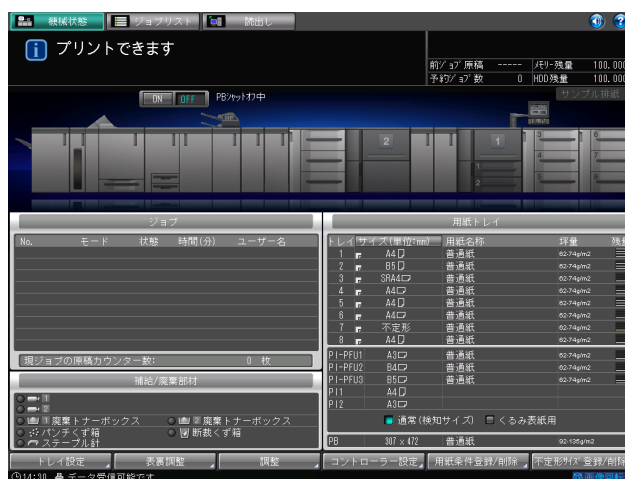 機械状態 ジョブリスト 読出し
i プリントできます
前ジョブ原稿 ----- メモリー残量 100.000
予約ジョブ数 0 HDD残量 100.000
サンプル排紙
ON OFF PBシャットオフ中
2 1 3 6
4 7
1 5 8
2
ジョブ
No. モード 状態 時間(分) ユーザー名
現ジョブの原稿カウンター数: 0 枚
補給/廃棄部材
1
2
1 廃棄トナーボックス 2 廃棄トナーボックス
パンチくず箱 断裁くず箱
ステープル針
用紙トレイ
トレイ サイズ(単位:mm) 用紙名称 坪量 残量
1 A4 普通紙 62-74g/m2
2 B5 普通紙 62-74g/m2
3 SRA4 普通紙 62-74g/m2
4 A4 普通紙 62-74g/m2
5 A4 普通紙 62-74g/m2
6 A4 普通紙 62-74g/m2
7 不定形 普通紙 62-74g/m2
8 A4 普通紙 62-74g/m2
PI-PFU1 A3 普通紙 62-74g/m2
PI-PFU2 B4 普通紙 62-74g/m2
PI-PFU3 B5 普通紙 62-74g/m2
PI1 A4
PI2 A3
通常(検知サイズ) くるみ表紙用
PB 307 × 472 普通紙 92-135g/m2
トレイ設定 表裏調整 調整 コントローラー設定 用紙条件登録/削除 不定形サイズ登録/削除
14:30 データ受信可能です 画像回転